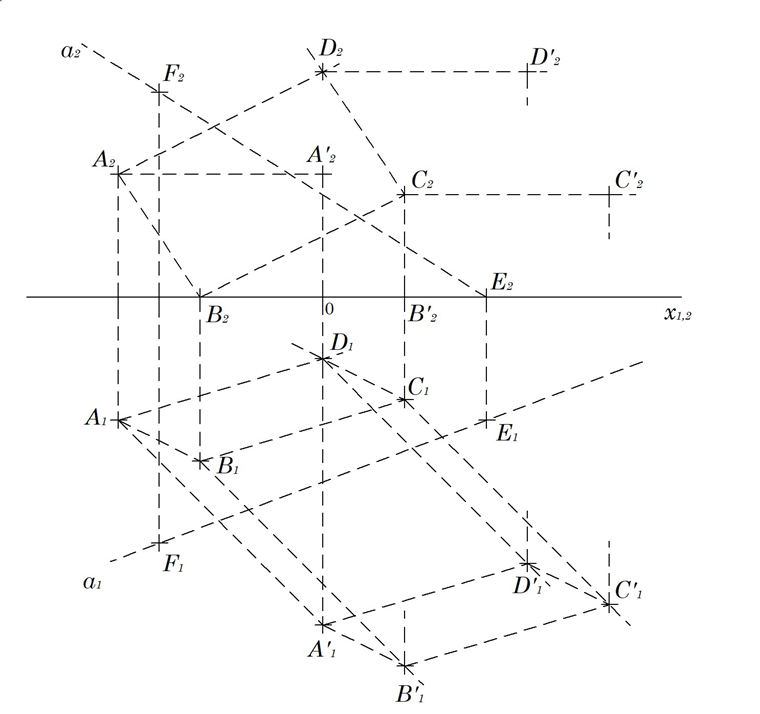 a₂
F₂
D₂
D'₂
A₂
A'₂
C₂
C'₂
B₂
0
B'₂
E₂
x₁,₂
D₁
C₁
A₁
B₁
E₁
a₁
F₁
D'₁
C'₁
A'₁
B'₁